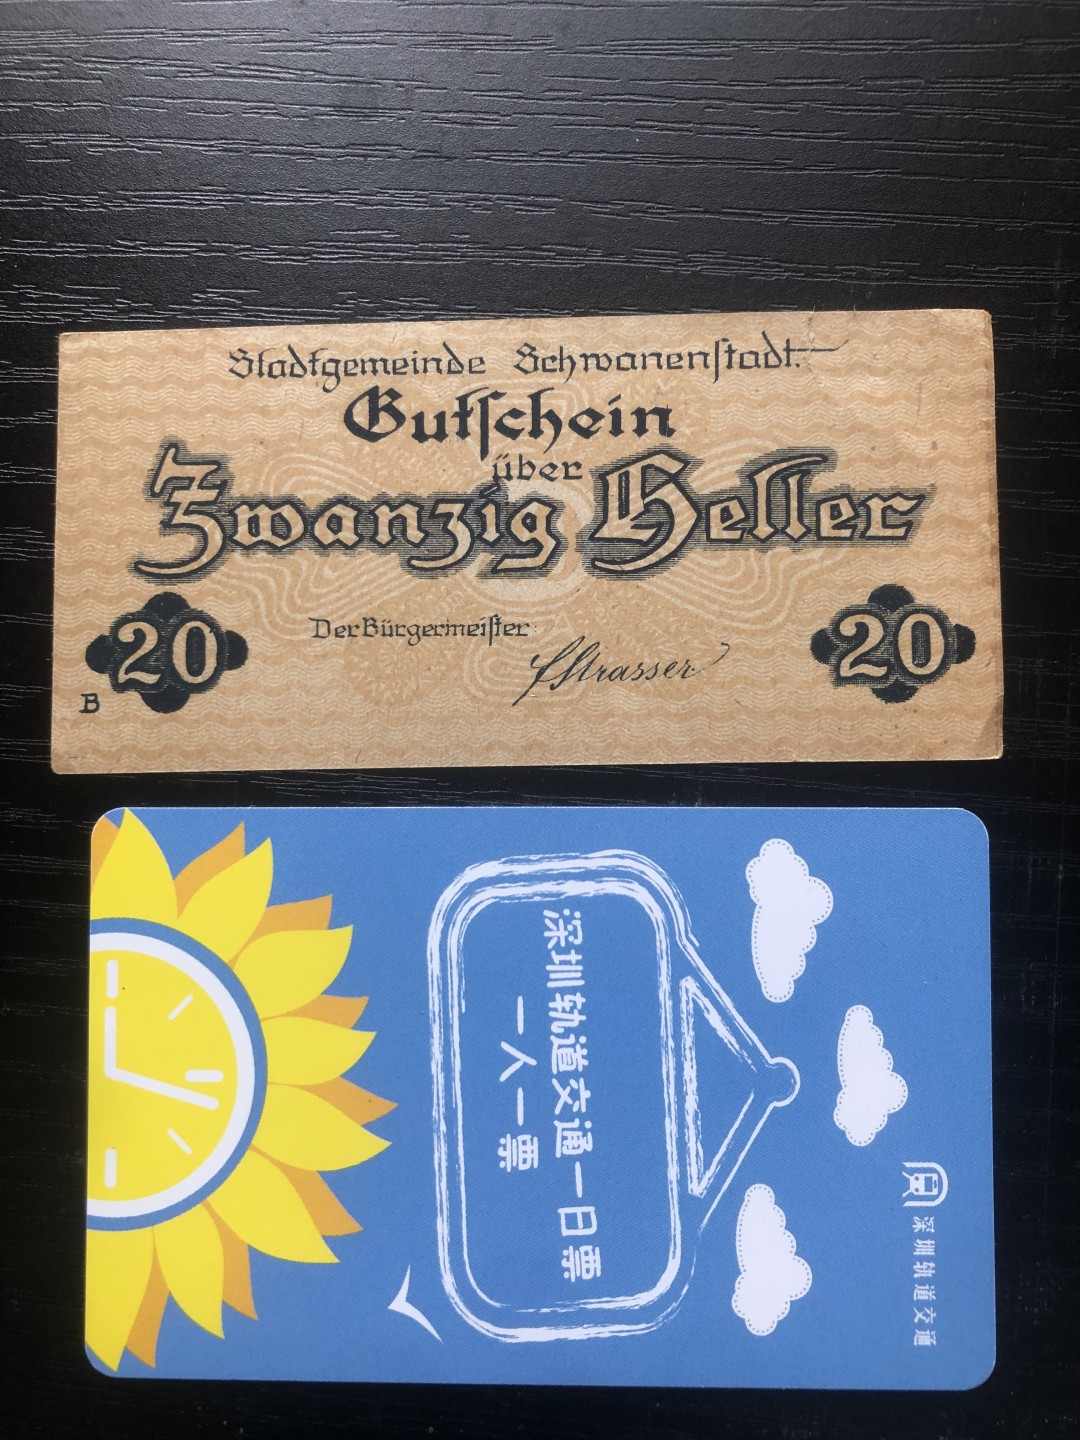 Stadtgemeinde Schwanenstadt.
Gutschein
über
Zwanzig Heller
20
Der Bürgermeister:
FStrasser
20
B
深圳轨道交通一日票
一人一票
深圳轨道交通